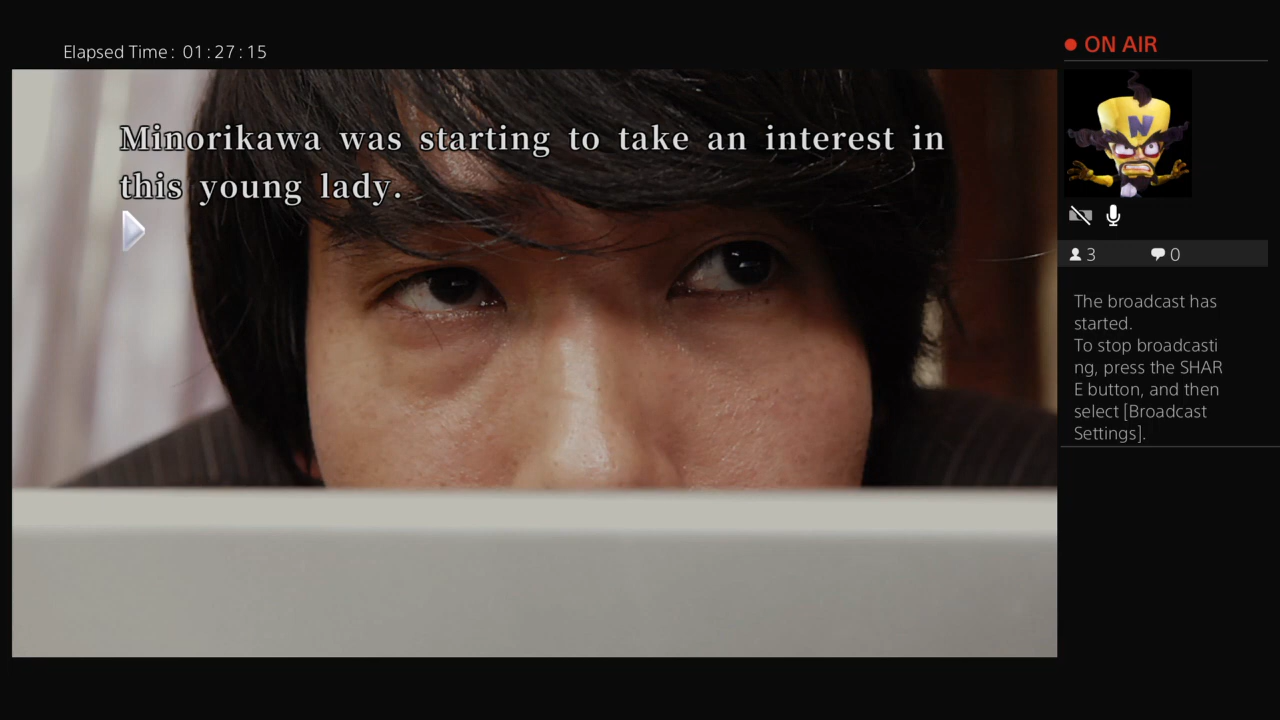 Elapsed Time: 01:27:15
ON AIR
Minorikawa was starting to take an interest in
this young lady.
N
3
0
The broadcast has
started.
To stop broadcasti
ng, press the SHAR
E button, and then
select [Broadcast
Settings].